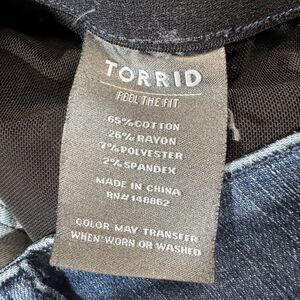 TORRID
FEEL THE FIT
65% COTTON
26% RAYON
7% POLYESTER
2% SPANDEX
MADE IN CHINA
RN# 148862
COLOR MAY TRANSFER
WHEN WORN OR WASHED